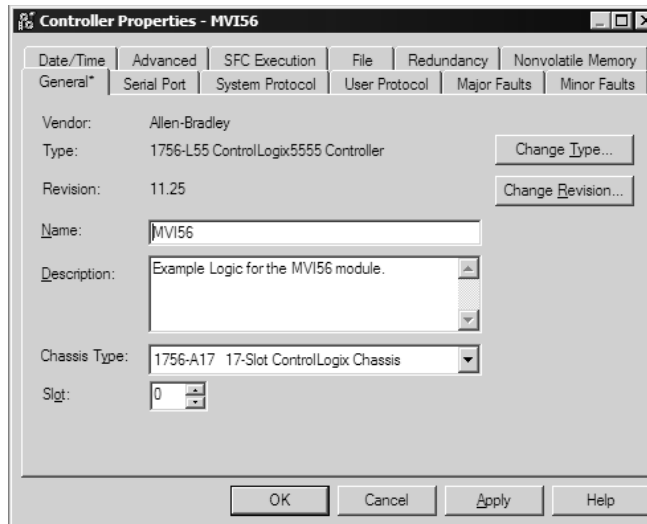 Controller Properties - MVI56
Date/Time Advanced SFC Execution File Redundancy Nonvolatile Memory
General* Serial Port System Protocol User Protocol Major Faults Minor Faults
Vendor: Allen-Bradley
Type: 1756-L55 ControlLogix5555 Controller Change Type...
Revision: 11.25 Change Revision...
Name: MVI56
Description: Example Logic for the MVI56 module.
Chassis Type: 1756-A17 17-Slot ControlLogix Chassis
Slot: 0
OK Cancel Apply Help